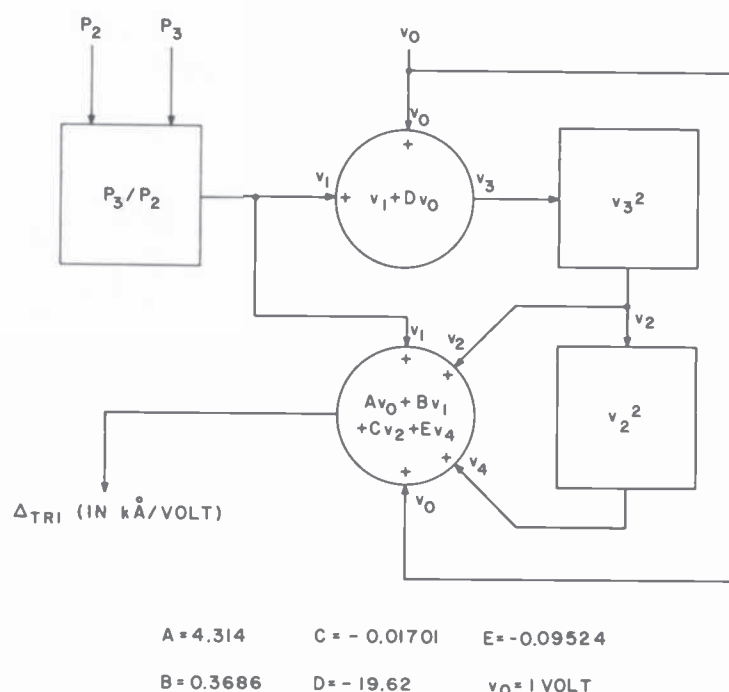 P2 P3
v0
v0
P3/P2
v1
+
+
v1+Dv0
v3
v3²
v2
v1
v2
+
+
Av0+Bv1
+Cv2+Ev4
+
+
v4
v0
v2²
ΔTRI (IN kÅ/VOLT)
A=4.314 C=-0.01701 E=-0.09524
B=0.3686 D=-19.62 v0=1 VOLT